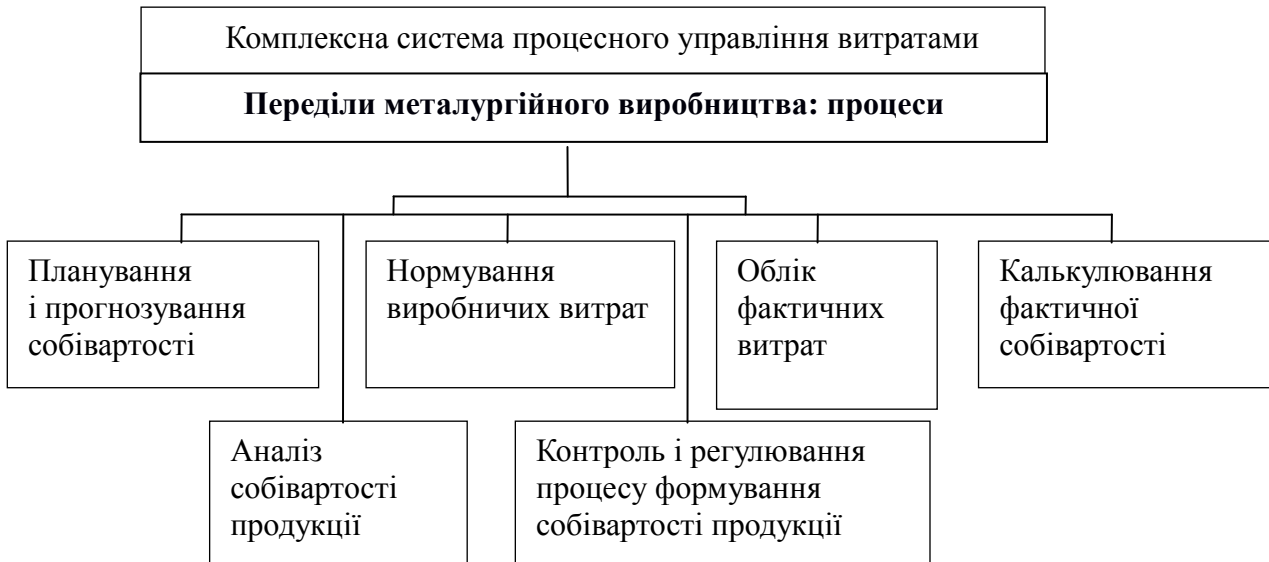 Комплексна система процесного управління витратами
Переділи металургійного виробництва: процеси
Планування
і прогнозування
собівартості
Нормування
виробничих витрат
Облік
фактичних
витрат
Калькулювання
фактичної
собівартості
Аналіз
собівартості
продукції
Контроль і регулювання
процесу формування
собівартості продукції